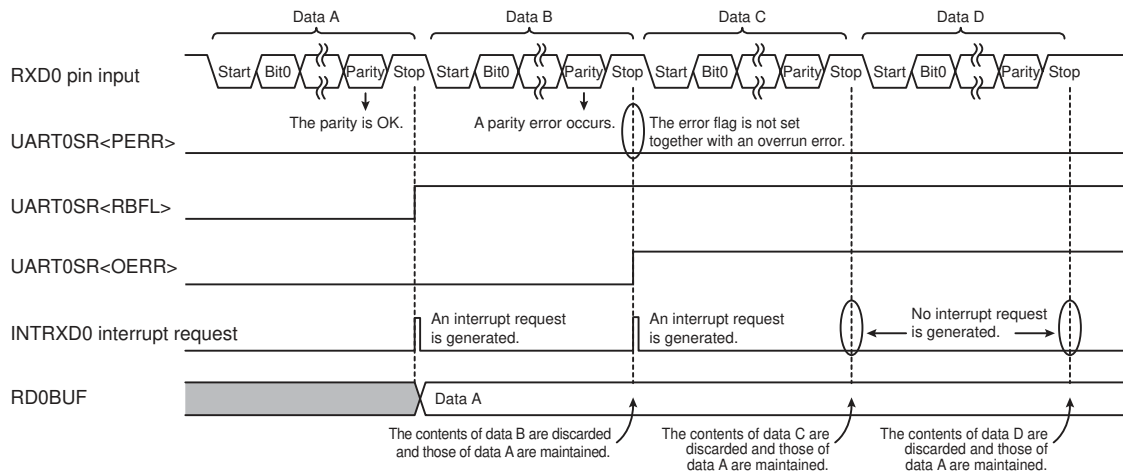 Data A Data B Data C Data D
RXD0 pin input
Start Bit0 Parity Stop Start Bit0 Parity Stop Start Bit0 Parity Stop Start Bit0 Parity Stop
The parity is OK.
A parity error occurs.
The error flag is not set
together with an overrun error.
UART0SR<PERR>
UART0SR<RBFL>
UART0SR<OERR>
INTRXD0 interrupt request
An interrupt request
is generated.
An interrupt request
is generated.
No interrupt request
is generated.
RD0BUF
Data A
The contents of data B are discarded
and those of data A are maintained.
The contents of data C are
discarded and those of
data A are maintained.
The contents of data D are
discarded and those of
data A are maintained.